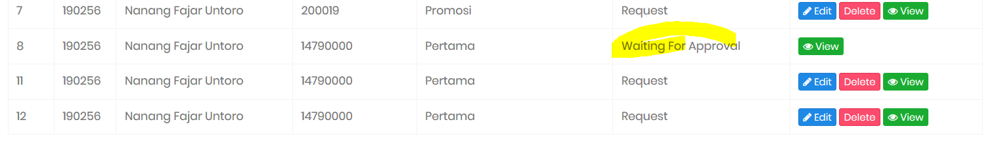 7 190256 Nanang Fajar Untoro 200019 Promosi Request Edit Delete View
8 190256 Nanang Fajar Untoro 14790000 Pertama Waiting For Approval View
11 190256 Nanang Fajar Untoro 14790000 Pertama Request Edit Delete View
12 190256 Nanang Fajar Untoro 14790000 Pertama Request Edit Delete View